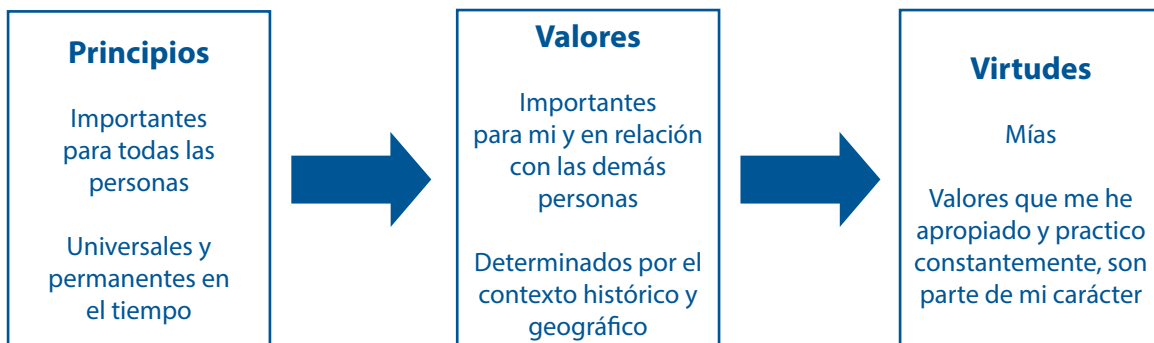 Principios
Importantes
para todas las
personas
Universales y
permanentes en
el tiempo
Valores
Importantes
para mi y en relación
con las demás
personas
Determinados por el
contexto histórico y
geográfico
Virtudes
Mías
Valores que me he
apropiado y practico
constantemente, son
parte de mi carácter